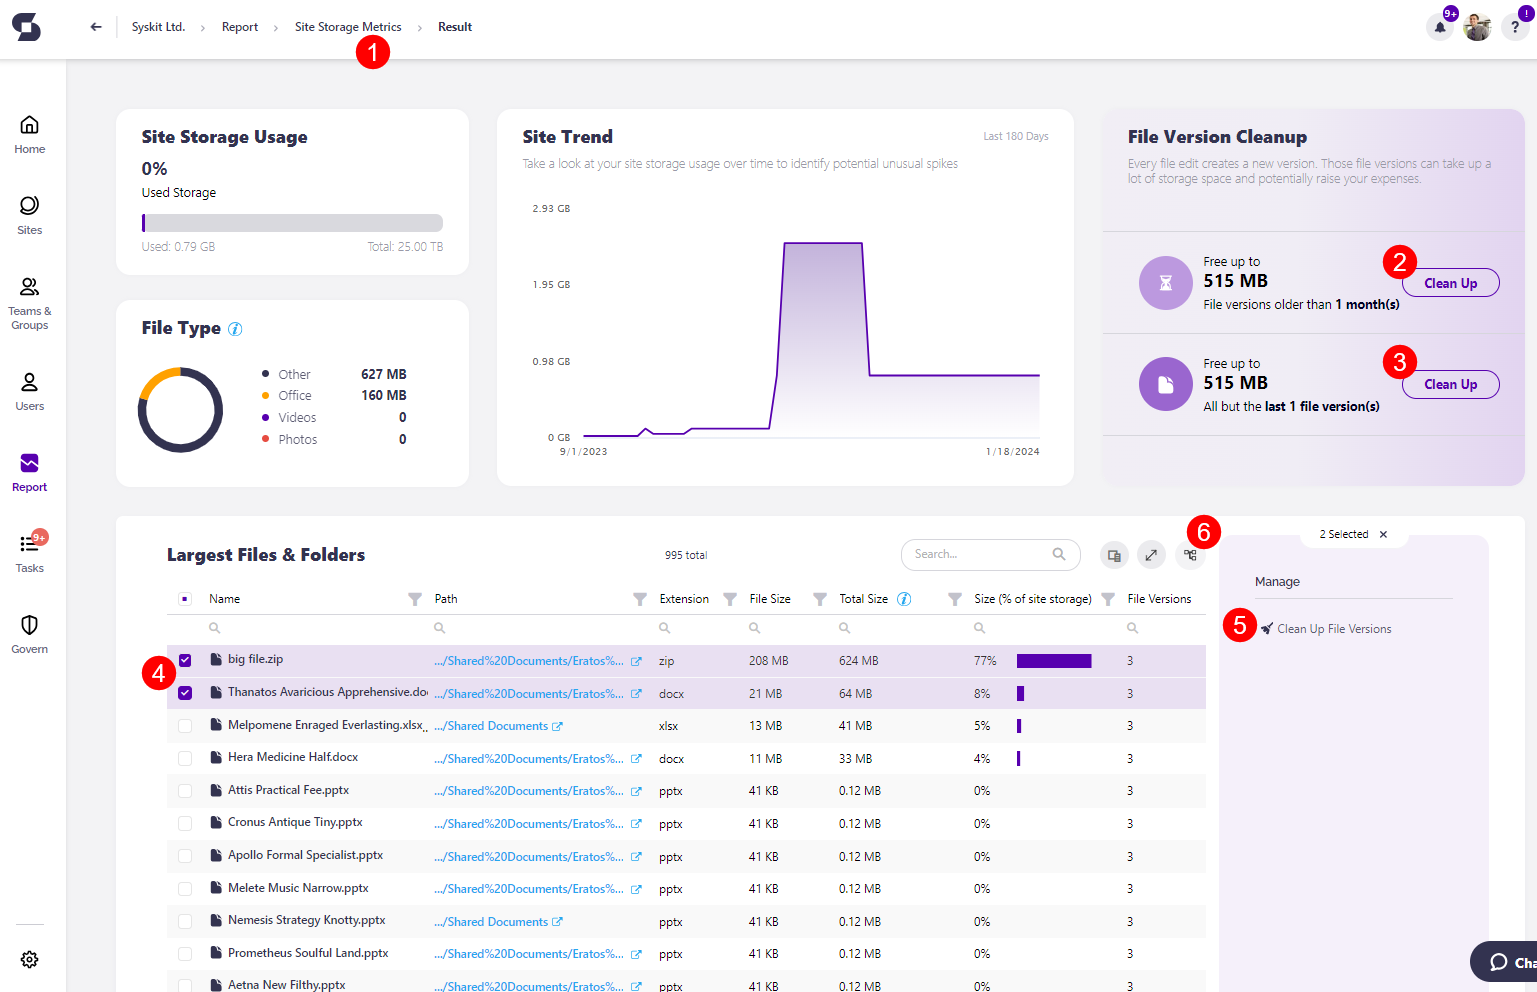 Syskit Ltd. › Report › Site Storage Metrics › Result
9+
!
?
1
Home
Sites
Teams &
Groups
Users
Report
9+
Tasks
Govern
Site Storage Usage
0%
Used Storage
Used: 0.79 GB Total: 25.00 TB
File Type i
Other 627 MB
Office 160 MB
Videos 0
Photos 0
Site Trend Last 180 Days
Take a look at your site storage usage over time to identify potential unusual spikes
2.93 GB
1.95 GB
0.98 GB
0 GB
9/1/2023 1/18/2024
File Version Cleanup
Every file edit creates a new version. Those file versions can take up a
lot of storage space and potentially raise your expenses.
Free up to
515 MB
File versions older than 1 month(s)
2
Clean Up
Free up to
515 MB
All but the last 1 file version(s)
3
Clean Up
Largest Files & Folders 995 total Search...
6
Name Path Extension File Size Total Size i Size (% of site storage) File Versions
4
big file.zip .../Shared%20Documents/Eratos%... zip 208 MB 624 MB 77% 3
Thanatos Avaricious Apprehensive.do .../Shared%20Documents/Eratos%... docx 21 MB 64 MB 8% 3
Melpomene Enraged Everlasting.xlsx .../Shared Documents xlsx 13 MB 41 MB 5% 3
Hera Medicine Half.docx .../Shared%20Documents/Eratos%... docx 11 MB 33 MB 4% 3
Attis Practical Fee.pptx .../Shared%20Documents/Eratos%... pptx 41 KB 0.12 MB 0% 3
Cronus Antique Tiny.pptx .../Shared%20Documents/Eratos%... pptx 41 KB 0.12 MB 0% 3
Apollo Formal Specialist.pptx .../Shared%20Documents/Eratos%... pptx 41 KB 0.12 MB 0% 3
Melete Music Narrow.pptx .../Shared%20Documents/Eratos%... pptx 41 KB 0.12 MB 0% 3
Nemesis Strategy Knotty.pptx .../Shared Documents pptx 41 KB 0.12 MB 0% 3
Prometheus Soulful Land.pptx .../Shared%20Documents/Eratos%... pptx 41 KB 0.12 MB 0% 3
Aetna New Filthy.pptx .../Shared%20Documents/Eratos%... pptx 41 KB 0.12 MB 0% 3
2 Selected ×
Manage
5
Clean Up File Versions
Cha